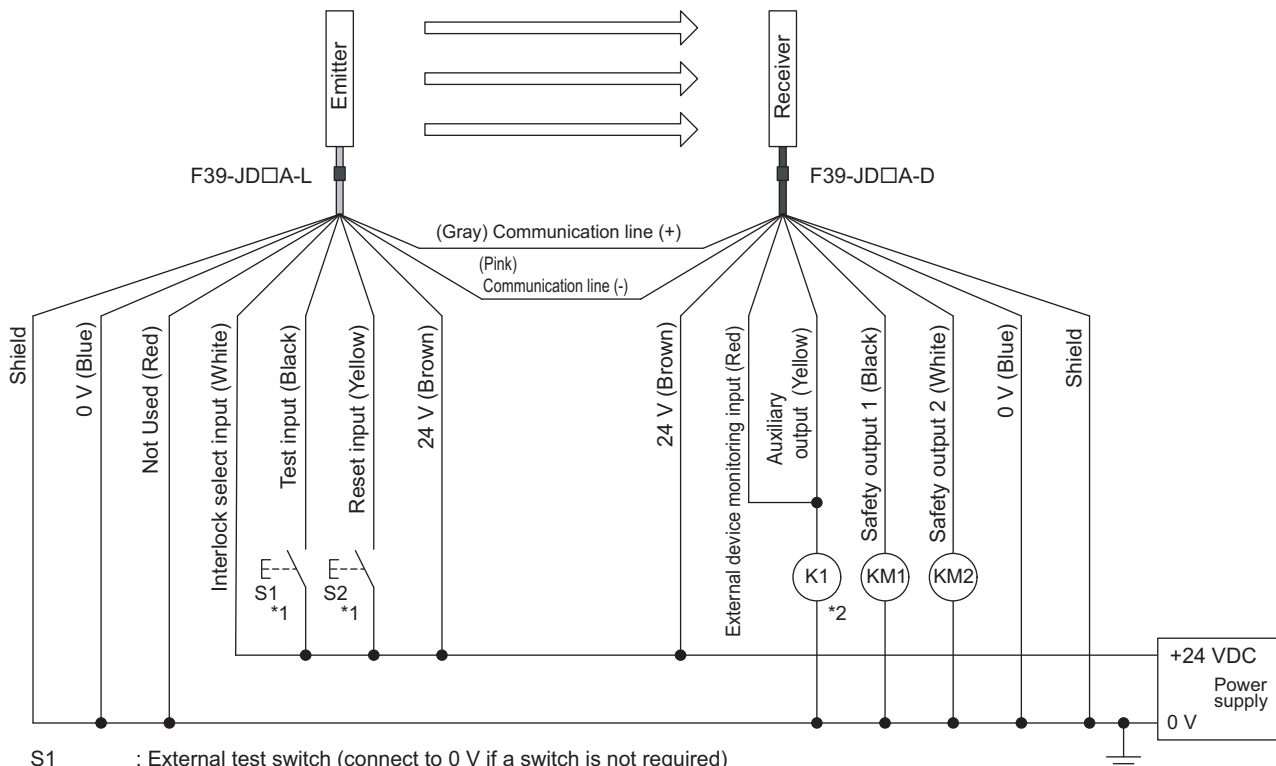 Emitter
Receiver
F39-JD□A-L
F39-JD□A-D
(Gray) Communication line (+)
(Pink)
Communication line (-)
Shield
0 V (Blue)
Not Used (Red)
Interlock select input (White)
Test input (Black)
Reset input (Yellow)
24 V (Brown)
24 V (Brown)
External device monitoring input (Red)
Auxiliary
output (Yellow)
Safety output 1 (Black)
Safety output 2 (White)
0 V (Blue)
Shield
S1
*1
S2
*1
K1
*2
KM1
KM2
+24 VDC
Power
supply
0 V
S1 : External test switch (connect to 0 V if a switch is not required)